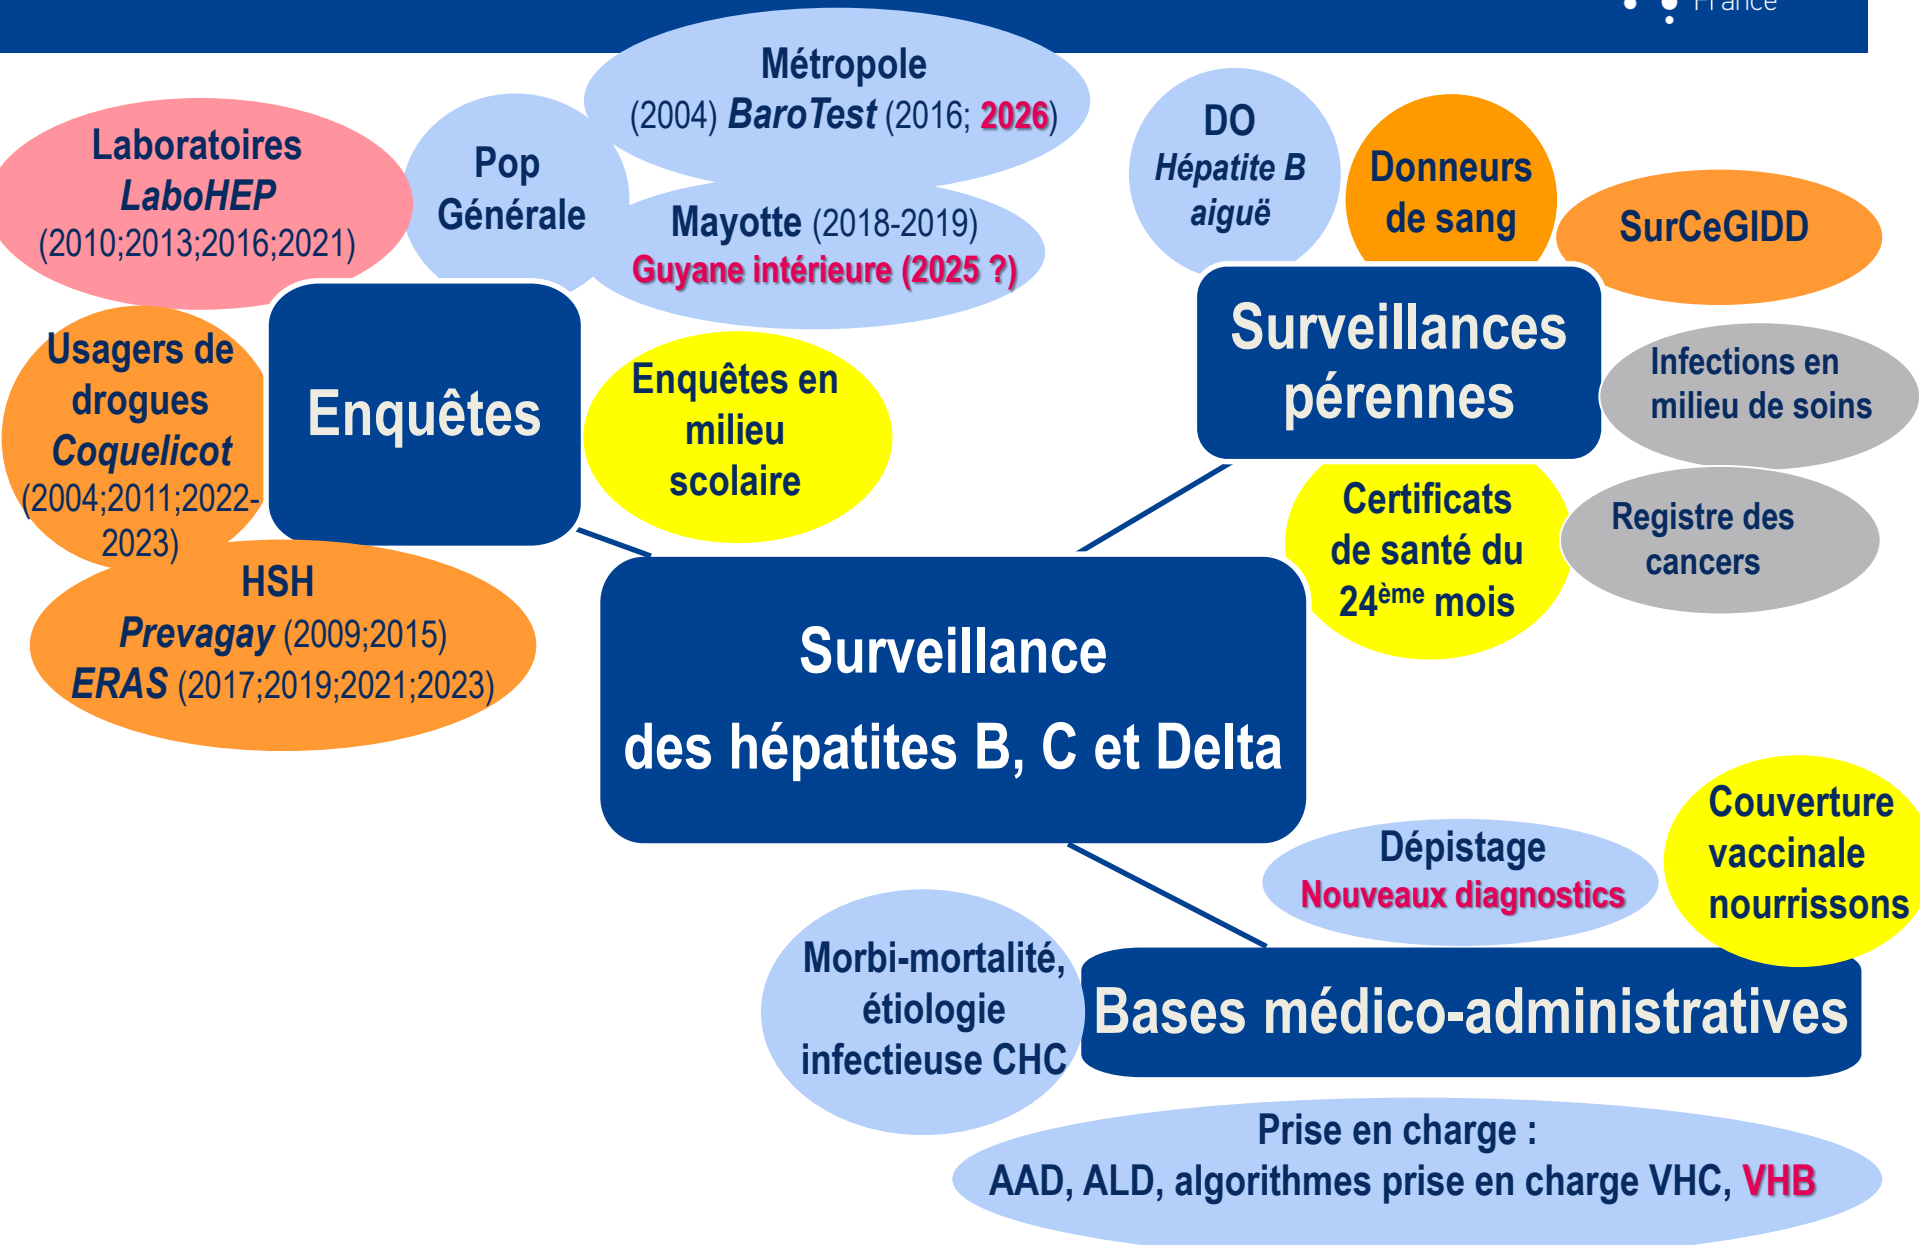 France
Métropole
(2004) BaroTest (2016; 2026)
Laboratoires
LaboHEP
(2010;2013;2016;2021)
Pop
Générale
Mayotte (2018-2019)
Guyane intérieure (2025 ?)
DO
Hépatite B
aiguë
Donneurs
de sang
SurCeGIDD
Usagers de
drogues
Coquelicot
(2004;2011;2022-
2023)
Enquêtes
Enquêtes en
milieu
scolaire
Surveillances
pérennes
Infections en
milieu de soins
Certificats
de santé du
24ème mois
Registre des
cancers
HSH
Prevagay (2009;2015)
ERAS (2017;2019;2021;2023)
Surveillance
des hépatites B, C et Delta
Dépistage
Nouveaux diagnostics
Couverture
vaccinale
nourrissons
Morbi-mortalité,
étiologie
infectieuse CHC
Bases médico-administratives
Prise en charge :
AAD, ALD, algorithmes prise en charge VHC, VHB